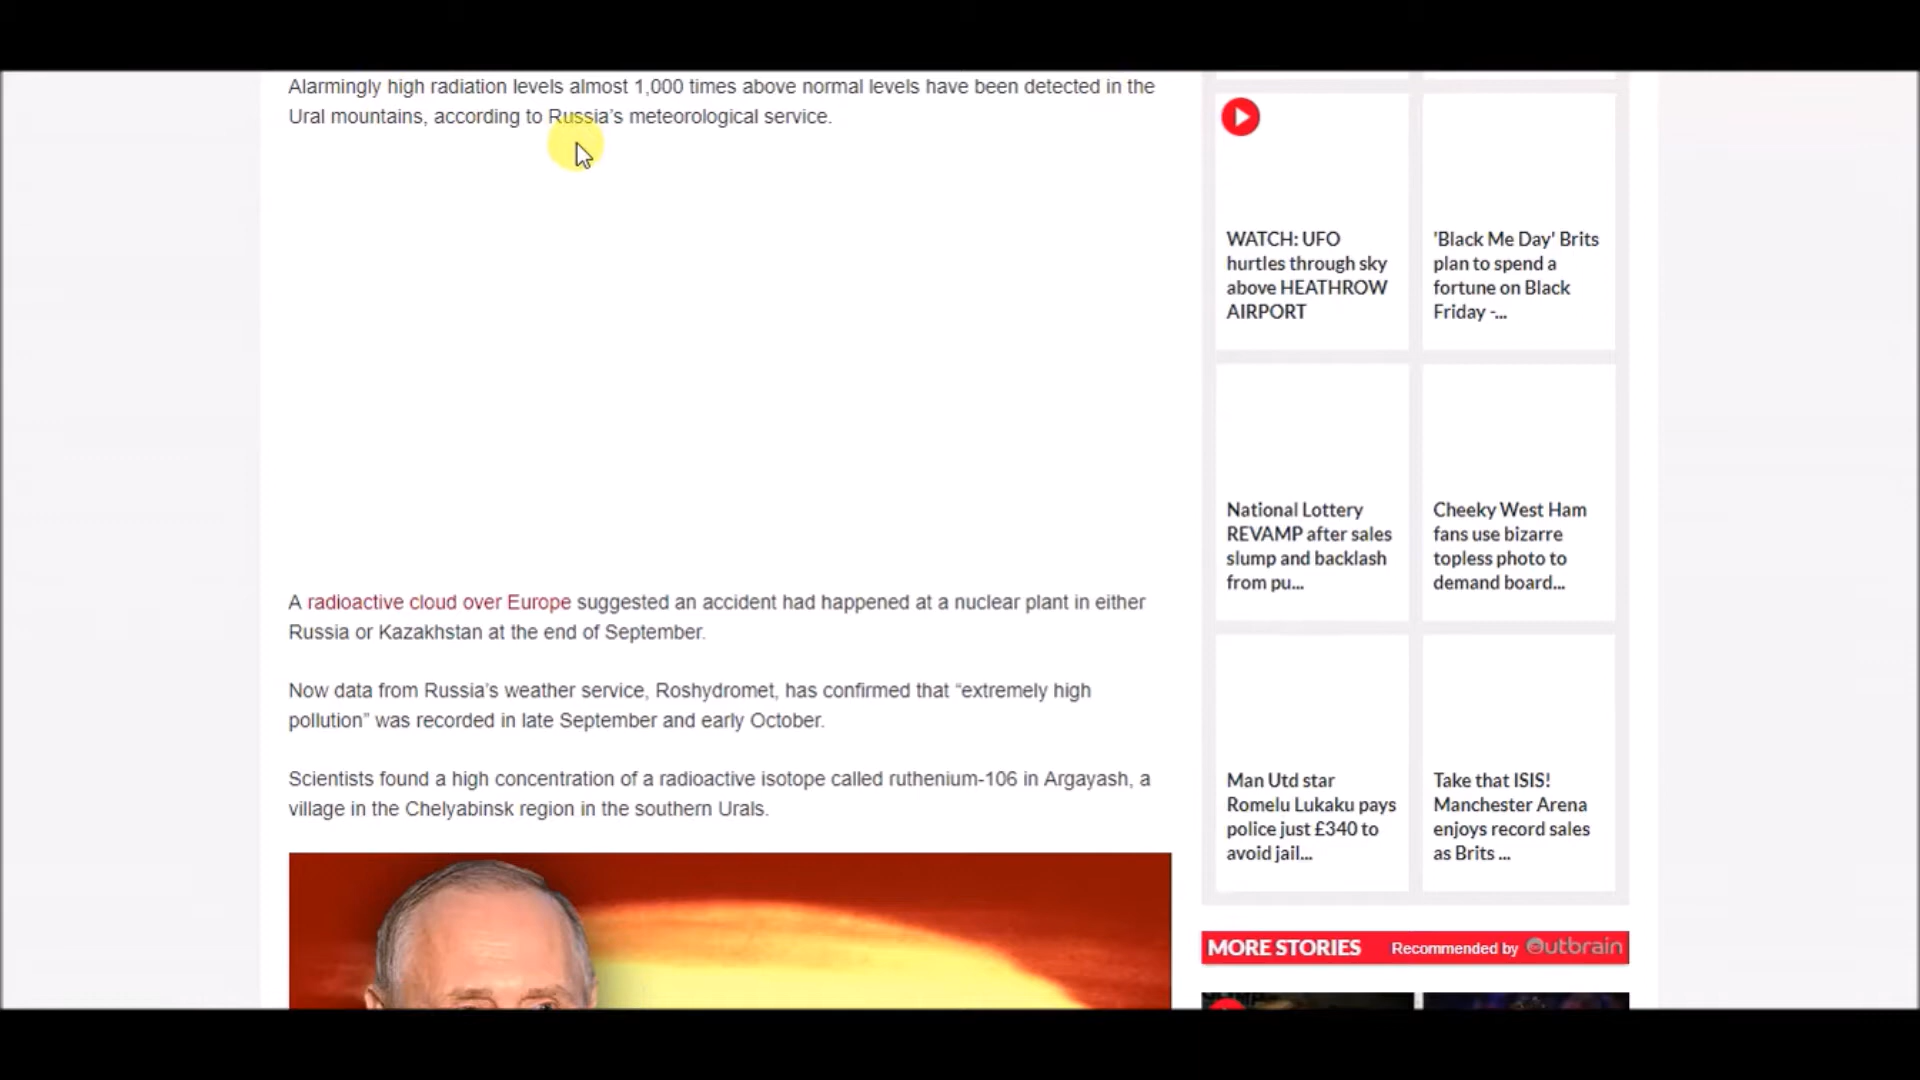 Alarmingly high radiation levels almost 1,000 times above normal levels have been detected in the
Ural mountains, according to Russia’s meteorological service.
A radioactive cloud over Europe suggested an accident had happened at a nuclear plant in either
Russia or Kazakhstan at the end of September.
Now data from Russia’s weather service, Roshydromet, has confirmed that “extremely high
pollution” was recorded in late September and early October.
Scientists found a high concentration of a radioactive isotope called ruthenium-106 in Argayash, a
village in the Chelyabinsk region in the southern Urals.
WATCH: UFO
hurtles through sky
above HEATHROW
AIRPORT
'Black Me Day' Brits
plan to spend a
fortune on Black
Friday -...
National Lottery
REVAMP after sales
slump and backlash
from pu...
Cheeky West Ham
fans use bizarre
topless photo to
demand board...
Man Utd star
Romelu Lukaku pays
police just £340 to
avoid jail...
Take that ISIS!
Manchester Arena
enjoys record sales
as Brits ...
MORE STORIES Recommended by Outbrain